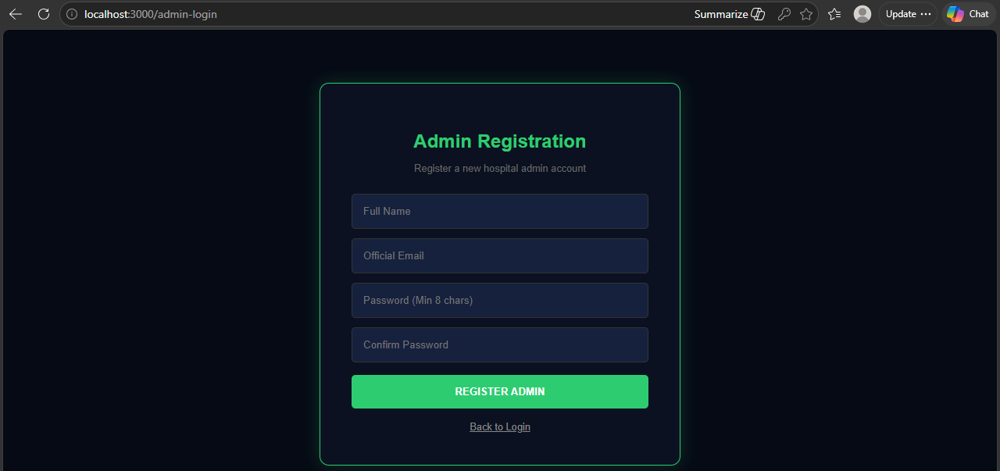 localhost:3000/admin-login
Summarize
Update
Chat
Admin Registration
Register a new hospital admin account
Full Name
Official Email
Password (Min 8 chars)
Confirm Password
REGISTER ADMIN
Back to Login